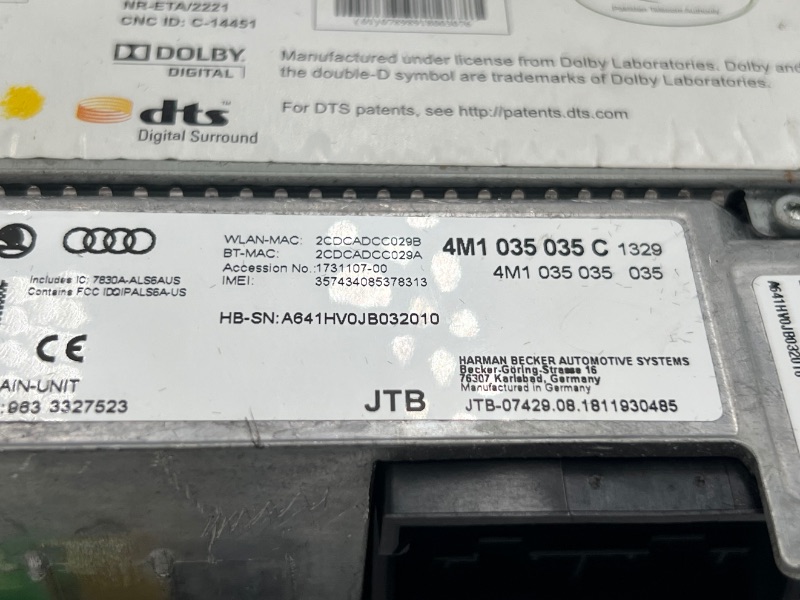 NR-ETA/2221
CNC ID: C-14451
DOLBY
DIGITAL
Manufactured under license from Dolby Laboratories. Dolby and
the double-D symbol are trademarks of Dolby Laboratories.
dts
Digital Surround
For DTS patents, see http://patents.dts.com
WLAN-MAC: 2CDCADCC029B
BT-MAC: 2CDCADCC029A
Accession No.:1731107-00
IMEI: 357434085378313
4M1 035 035 C 1329
4M1 035 035 035
Includes IC: 7830A-ALS6AUS
Contains FCC ID:QIPALS6A-US
HB-SN:A641HV0JB032010
CE
HARMAN BECKER AUTOMOTIVE SYSTEMS
Becker-Göring-Strasse 16
76307 Karlsbad, Germany
Manufactured in Germany
AIN-UNIT
:983 3327523
JTB
JTB-07429.08.1811930485
A641HV0JB032010